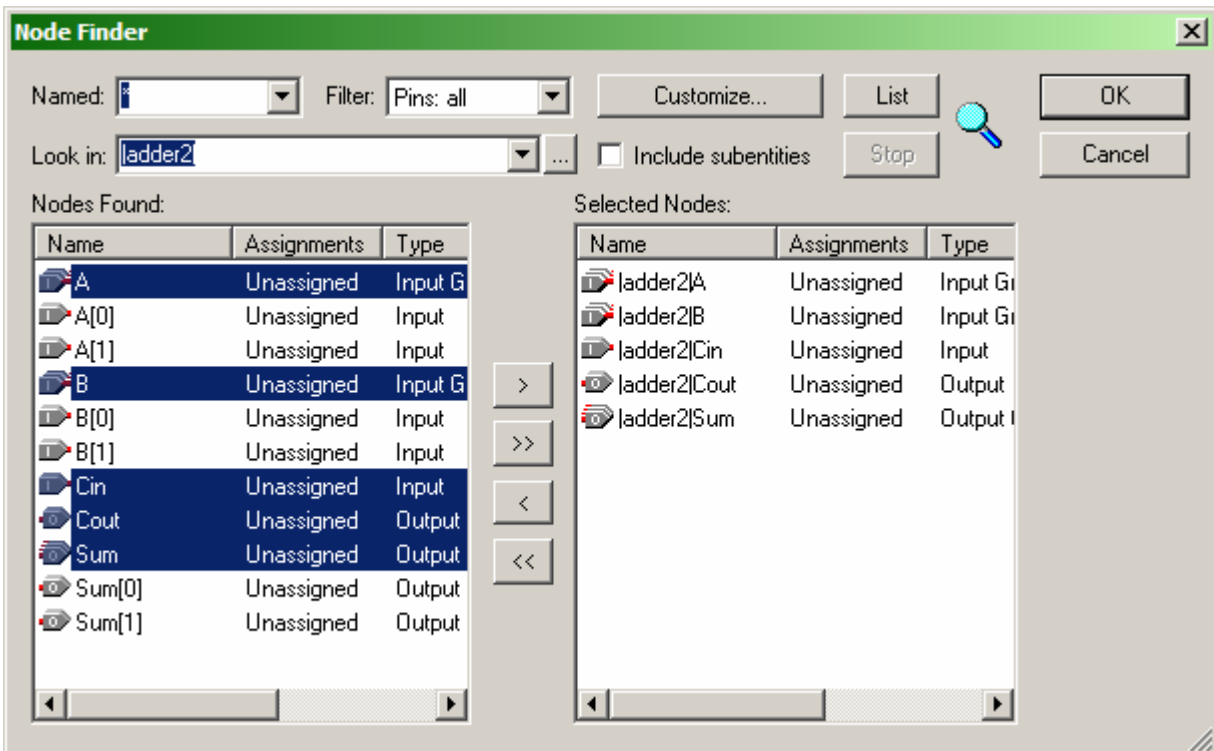 Node Finder
Named: * Filter: Pins: all Customize... List OK
Look in: |adder2| ... Include subentities Stop Cancel
Nodes Found: Selected Nodes:
Name Assignments Type Name Assignments Type
A Unassigned Input G |adder2|A Unassigned Input Gr
A[0] Unassigned Input |adder2|B Unassigned Input Gr
A[1] Unassigned Input |adder2|Cin Unassigned Input
B Unassigned Input G |adder2|Cout Unassigned Output
B[0] Unassigned Input |adder2|Sum Unassigned Output
B[1] Unassigned Input
Cin Unassigned Input
Cout Unassigned Output
Sum Unassigned Output
Sum[0] Unassigned Output
Sum[1] Unassigned Output
>
>>
<
<<